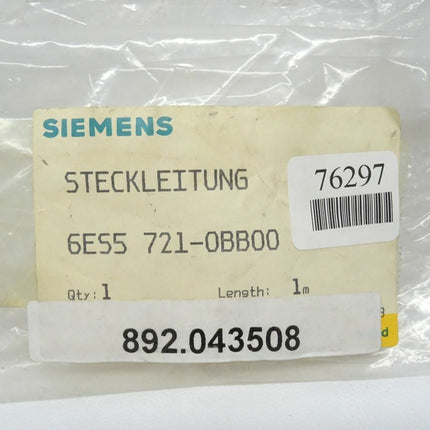 SIEMENS
STECKLEITUNG
76297
6ES5 721-0BB00
Qty: 1 Length: 1m
892.043508